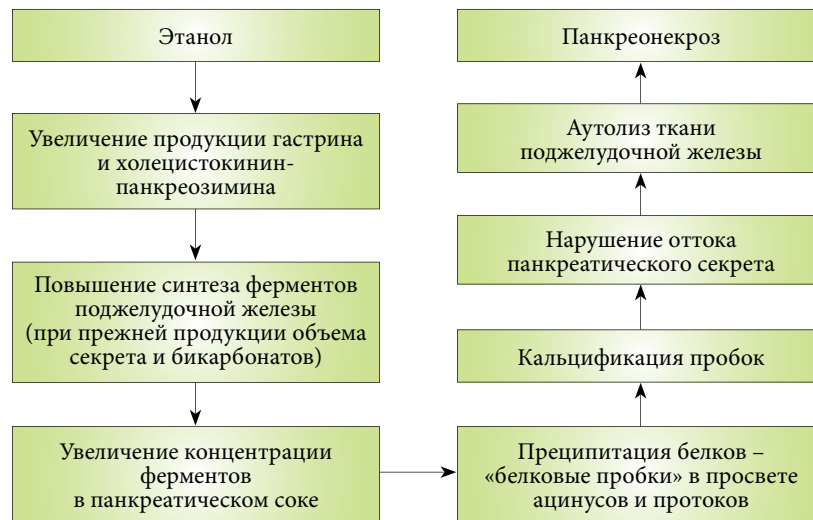 Этанол
Увеличение продукции гастрина
и холецистокинин-
панкреозимина
Повышение синтеза ферментов
поджелудочной железы
(при прежней продукции объема
секрета и бикарбонатов)
Увеличение концентрации
ферментов
в панкреатическом соке
Преципитация белков –
«белковые пробки» в просвете
ацинусов и протоков
Кальцификация пробок
Нарушение оттока
панкреатического секрета
Аутолиз ткани
поджелудочной железы
Панкреонекроз